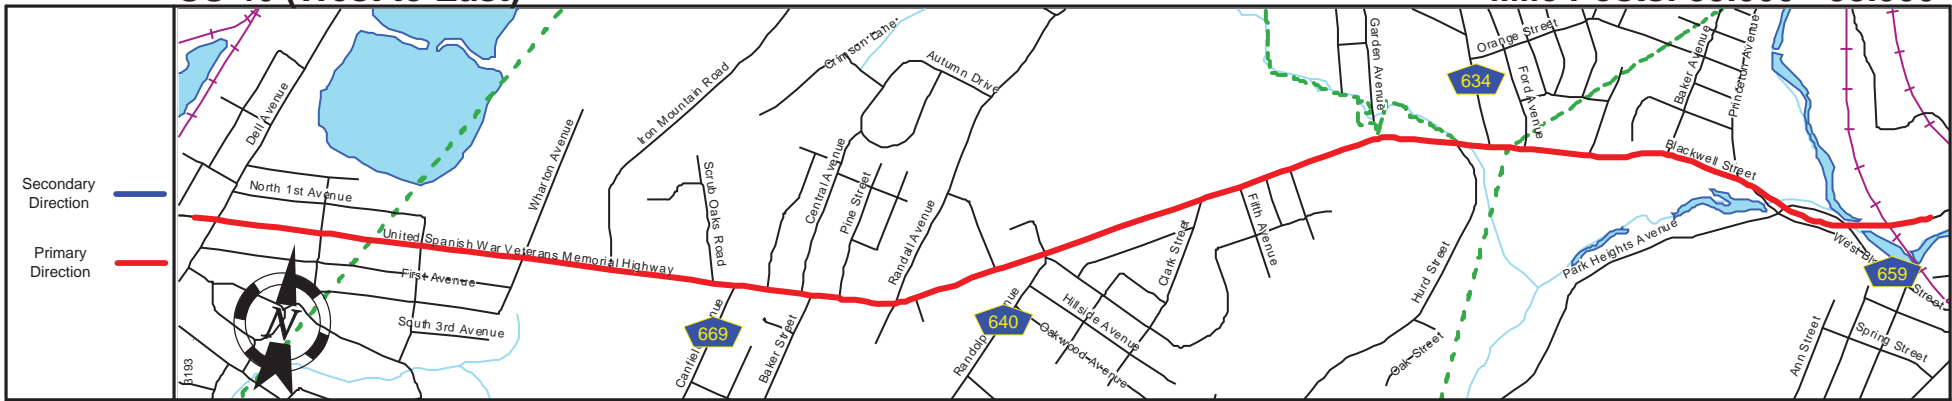 Secondary
Direction
Primary
Direction
Dell Avenue
North 1st Avenue
Wharton Avenue
Iron Mountain Road
Crimson Lane
Autumn Drive
Scrub Oaks Road
Central Avenue
Pine Street
Randall Avenue
United Spanish War Veterans Memorial Highway
First Avenue
South 3rd Avenue
N
3193
669
Baker Street
640
Hillside Avenue
Oakwood Avenue
Clark Street
Fifth Avenue
Hurd Street
Oak Street
Garden Avenue
634
Orange Street
Ford Avenue
Baker Avenue
Princeton Avenue
Blackwell Street
Park Heights Avenue
659
Street
Ann Street
Spring Street